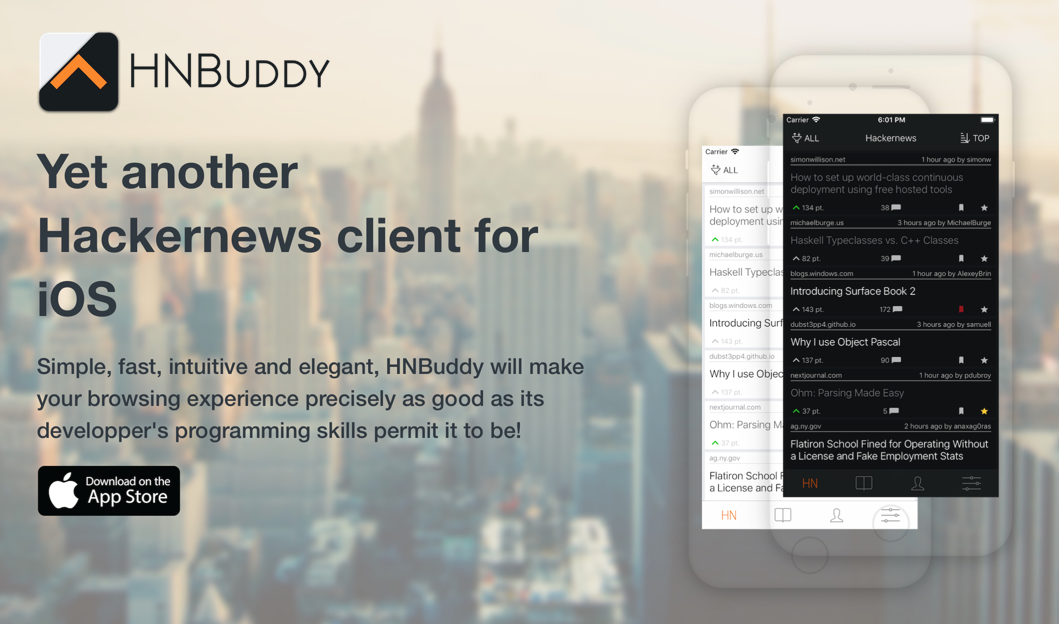 HNBUDDY
Yet another
Hackernews client for
iOS
Simple, fast, intuitive and elegant, HNBuddy will make
your browsing experience precisely as good as its
developper's programming skills permit it to be!
Download on the
App Store
Carrier
ALL
simonwillison.net
How to set up w
deployment usin
134 pt.
michaelburge.us
Haskell Typeclas
82 pt.
blogs.windows.com
Introducing Surf
143 pt.
dubst3pp4.github.io
Why I use Objec
137 pt.
nextjournal.com
Ohm: Parsing M
37 pt.
ag.ny.gov
Flatiron School F
a License and Fa
HN
Carrier 6:01 PM
ALL Hackernews TOP
simonwillison.net 1 hour ago by simonw
How to set up world-class continuous
deployment using free hosted tools
134 pt. 38
michaelburge.us 3 hours ago by MichaelBurge
Haskell Typeclasses vs. C++ Classes
82 pt. 39
blogs.windows.com 1 hour ago by AlexeyBrin
Introducing Surface Book 2
143 pt. 172
dubst3pp4.github.io 3 hours ago by samuell
Why I use Object Pascal
137 pt. 90
nextjournal.com 1 hour ago by pdubroy
Ohm: Parsing Made Easy
37 pt. 5
ag.ny.gov 2 hours ago by anaxag0ras
Flatiron School Fined for Operating Without
a License and Fake Employment Stats
HN